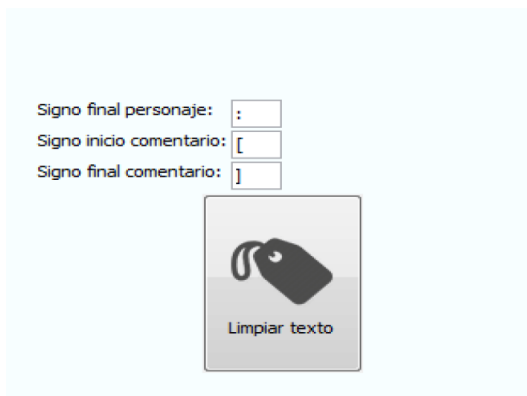 Signo final personaje: :
Signo inicio comentario: [
Signo final comentario: ]
Limpiar texto